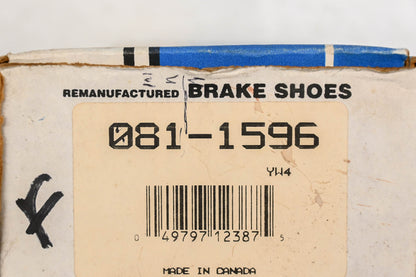 REMANUFACTURED BRAKE SHOES
081-1596
YW4
0 49797 12387 5
MADE IN CANADA